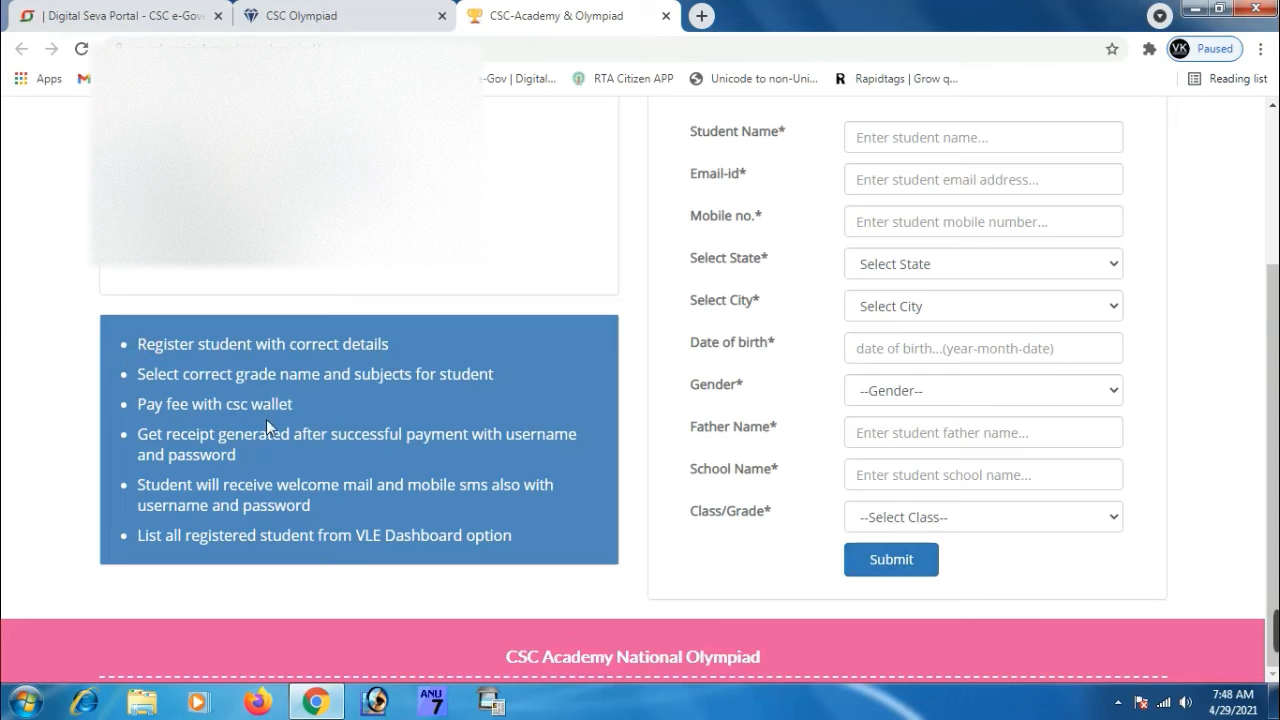 | Digital Seva Portal - CSC e-Gov
CSC Olympiad
CSC-Academy & Olympiad
VK Paused
Apps
e-Gov | Digital...
RTA Citizen APP
Unicode to non-Uni...
R Rapidtags | Grow q...
Reading list
Student Name*
Enter student name...
Email-id*
Enter student email address...
Mobile no.*
Enter student mobile number...
Select State*
Select State
Select City*
Select City
Date of birth*
date of birth...(year-month-date)
Gender*
--Gender--
Father Name*
Enter student father name...
School Name*
Enter student school name...
Class/Grade*
--Select Class--
Submit
Register student with correct details
Select correct grade name and subjects for student
Pay fee with csc wallet
Get receipt generated after successful payment with username
and password
Student will receive welcome mail and mobile sms also with
username and password
List all registered student from VLE Dashboard option
CSC Academy National Olympiad
ANU
7
7:48 AM
4/29/2021